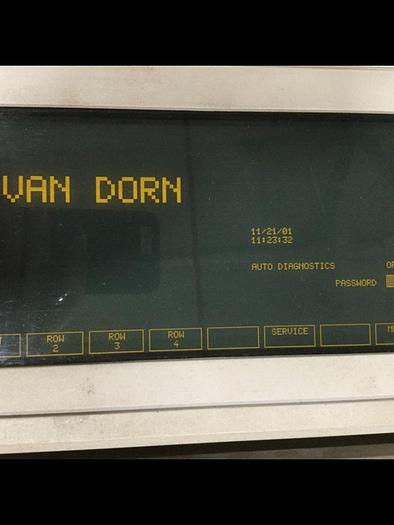 VAN DORN
11/21/01
11:23:32
AUTO DIAGNOSTICS
PASSWORD
ROW 2
ROW 3
ROW 4
SERVICE